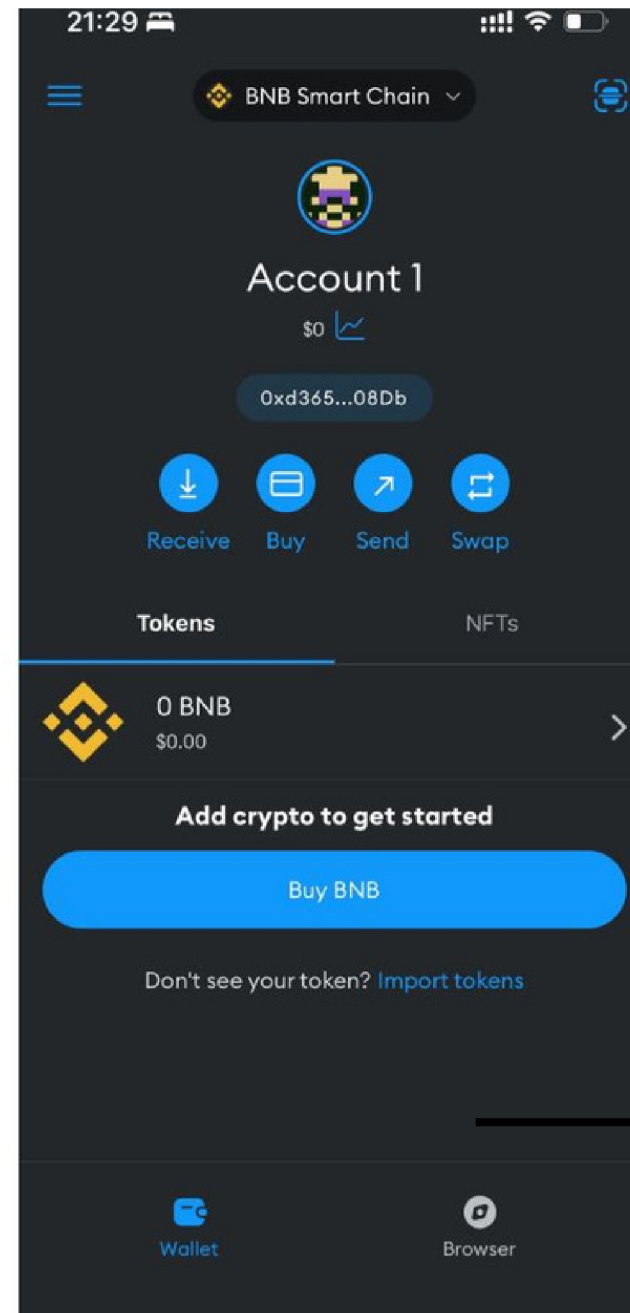 21:29
BNB Smart Chain
Account 1
$0
0xd365...08Db
Receive Buy Send Swap
Tokens NFTs
0 BNB
$0.00
Add crypto to get started
Buy BNB
Don't see your token? Import tokens
Wallet Browser